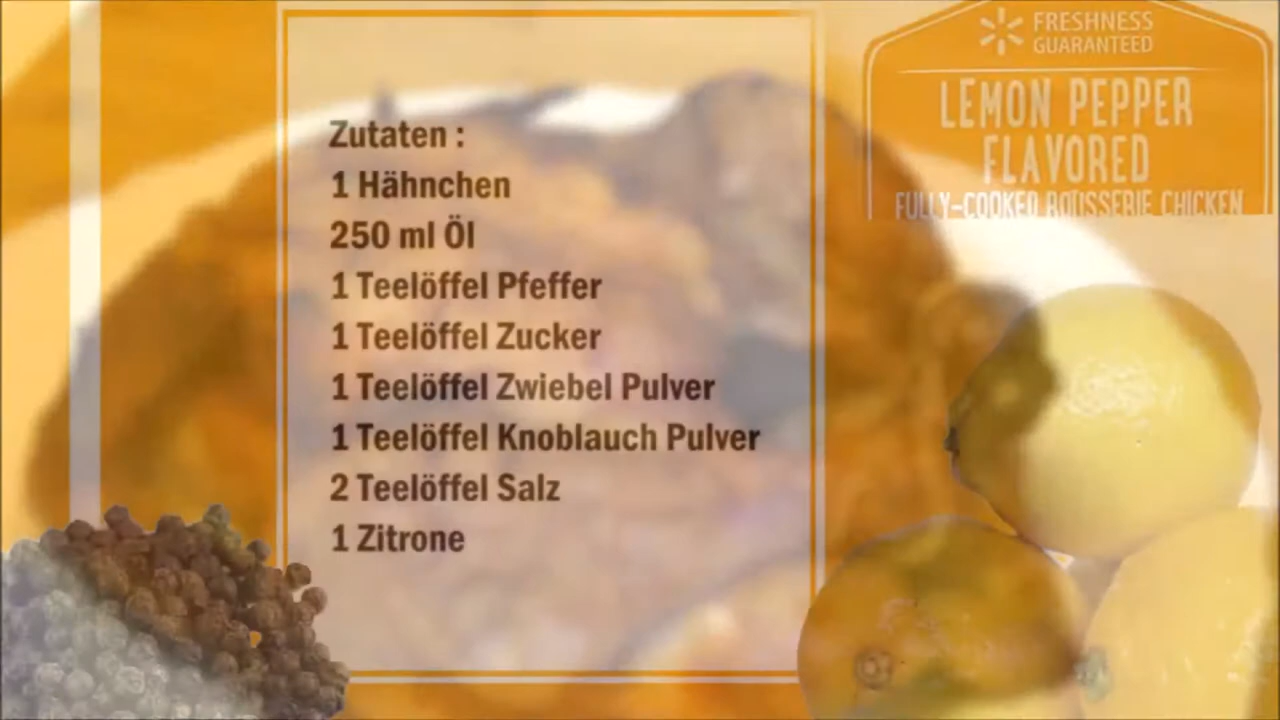 Zutaten :
1 Hähnchen
250 ml Öl
1 Teelöffel Pfeffer
1 Teelöffel Zucker
1 Teelöffel Zwiebel Pulver
1 Teelöffel Knoblauch Pulver
2 Teelöffel Salz
1 Zitrone
FRESHNESS
GUARANTEED
LEMON PEPPER
FLAVORED
FULLY-COOKED ROTISSERIE CHICKEN